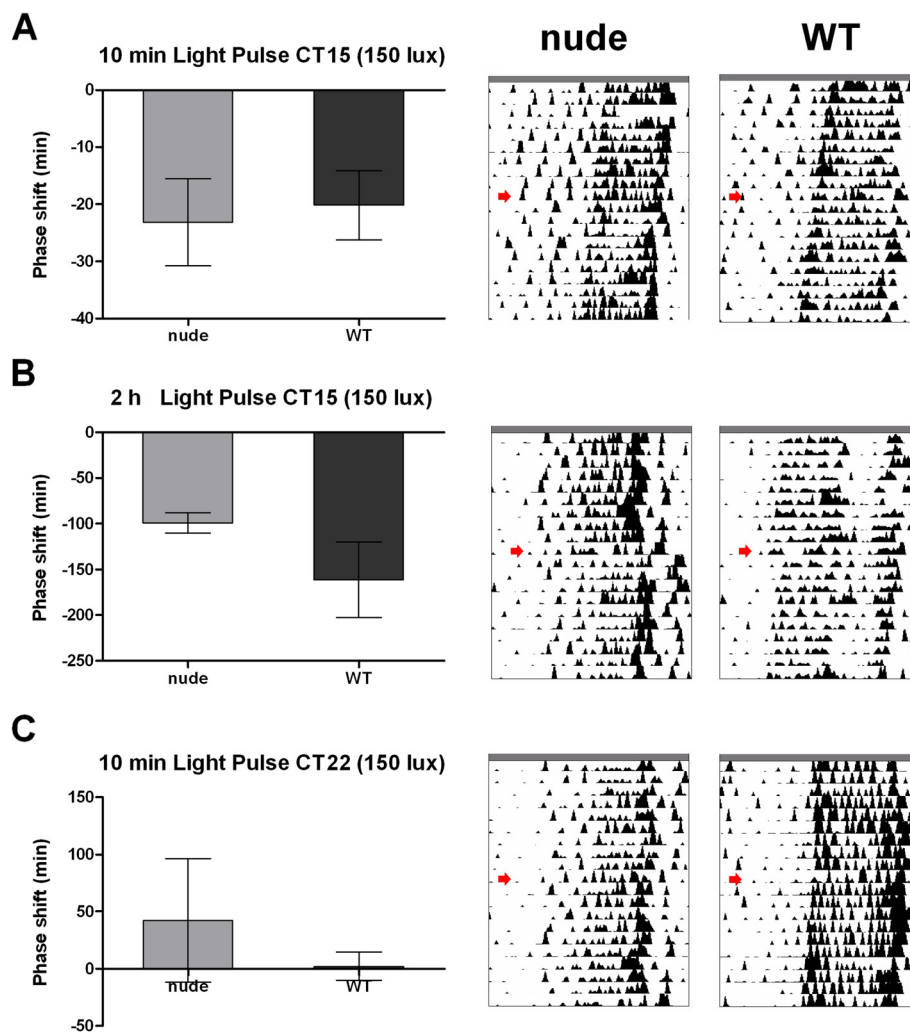 A
nude
WT
10 min Light Pulse CT15 (150 lux)
Phase shift (min)
0
-10
-20
-30
-40
nude
WT
B
2 h Light Pulse CT15 (150 lux)
Phase shift (min)
0
-50
-100
-150
-200
-250
nude
WT
C
10 min Light Pulse CT22 (150 lux)
Phase shift (min)
150
100
50
0
-50
nude
WT